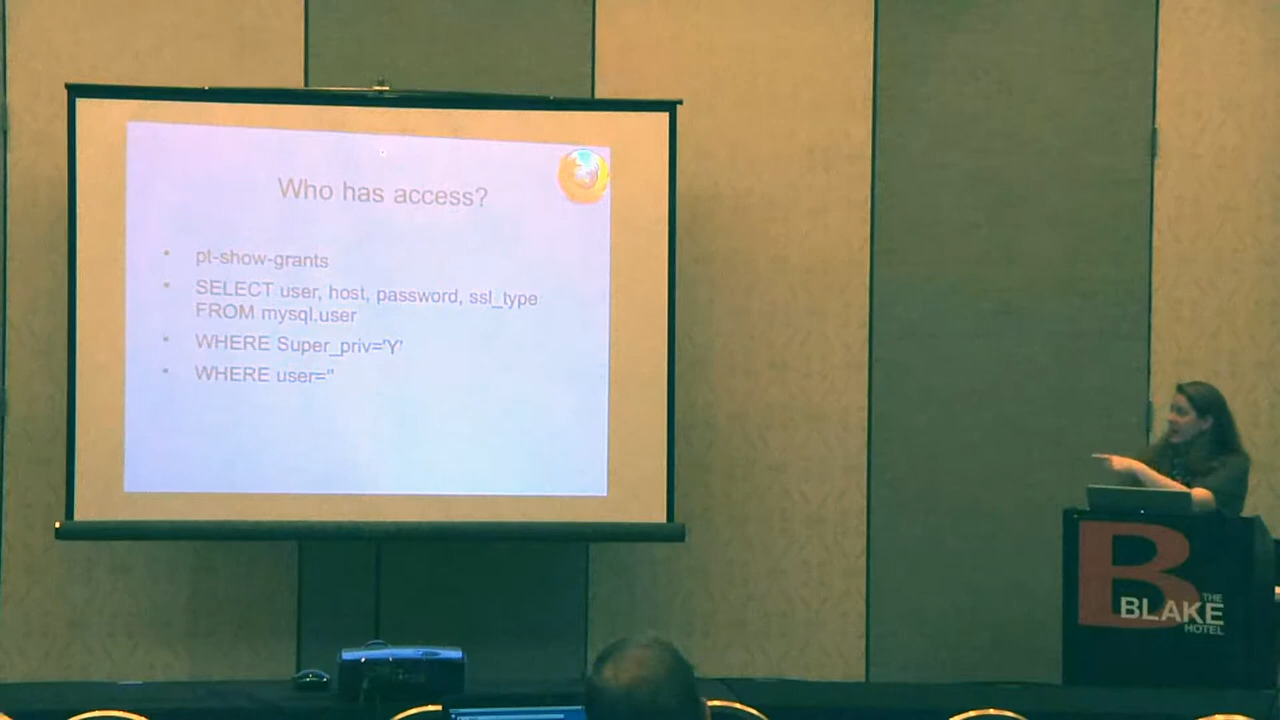 Who has access?
• pt-show-grants
• SELECT user, host, password, ssl_type
FROM mysql.user
• WHERE Super_priv='Y'
• WHERE user=''
B
THE
BLAKE
HOTEL